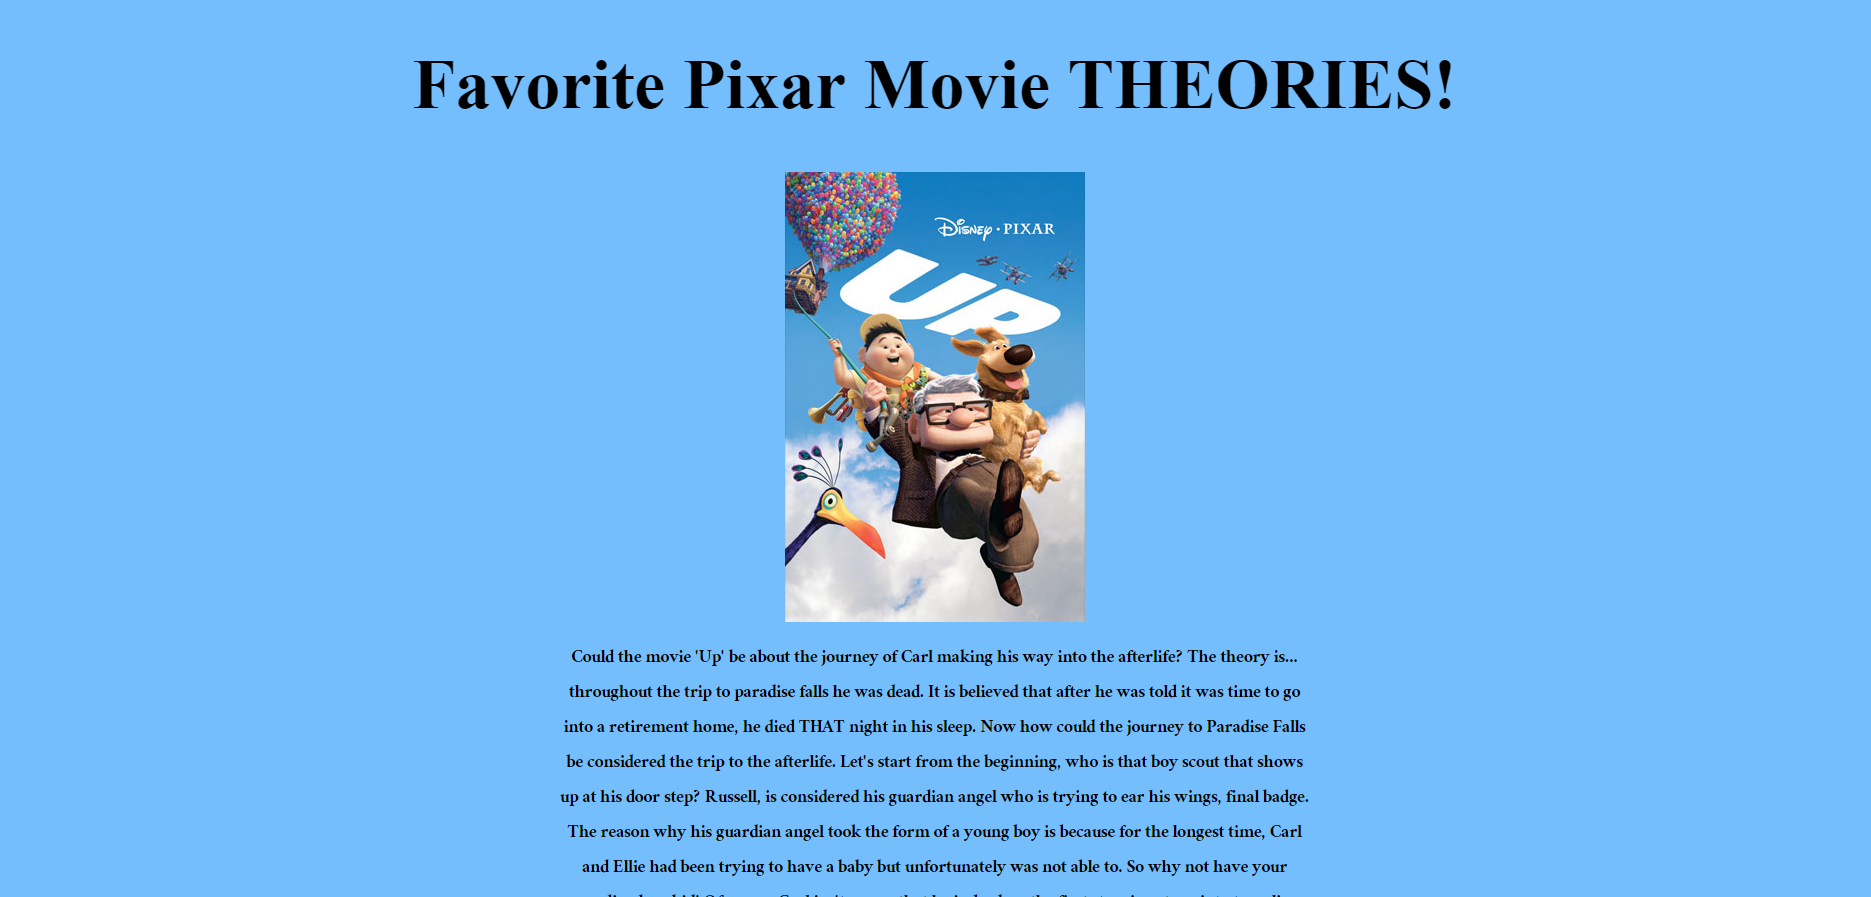 Favorite Pixar Movie THEORIES!
Disney · PIXAR
UP
Could the movie 'Up' be about the journey of Carl making his way into the afterlife? The theory is...
throughout the trip to paradise falls he was dead. It is believed that after he was told it was time to go
into a retirement home, he died THAT night in his sleep. Now how could the journey to Paradise Falls
be considered the trip to the afterlife. Let's start from the beginning, who is that boy scout that shows
up at his door step? Russell, is considered his guardian angel who is trying to ear his wings, final badge.
The reason why his guardian angel took the form of a young boy is because for the longest time, Carl
and Ellie had been trying to have a baby but unfortunately was not able to. So why not have your